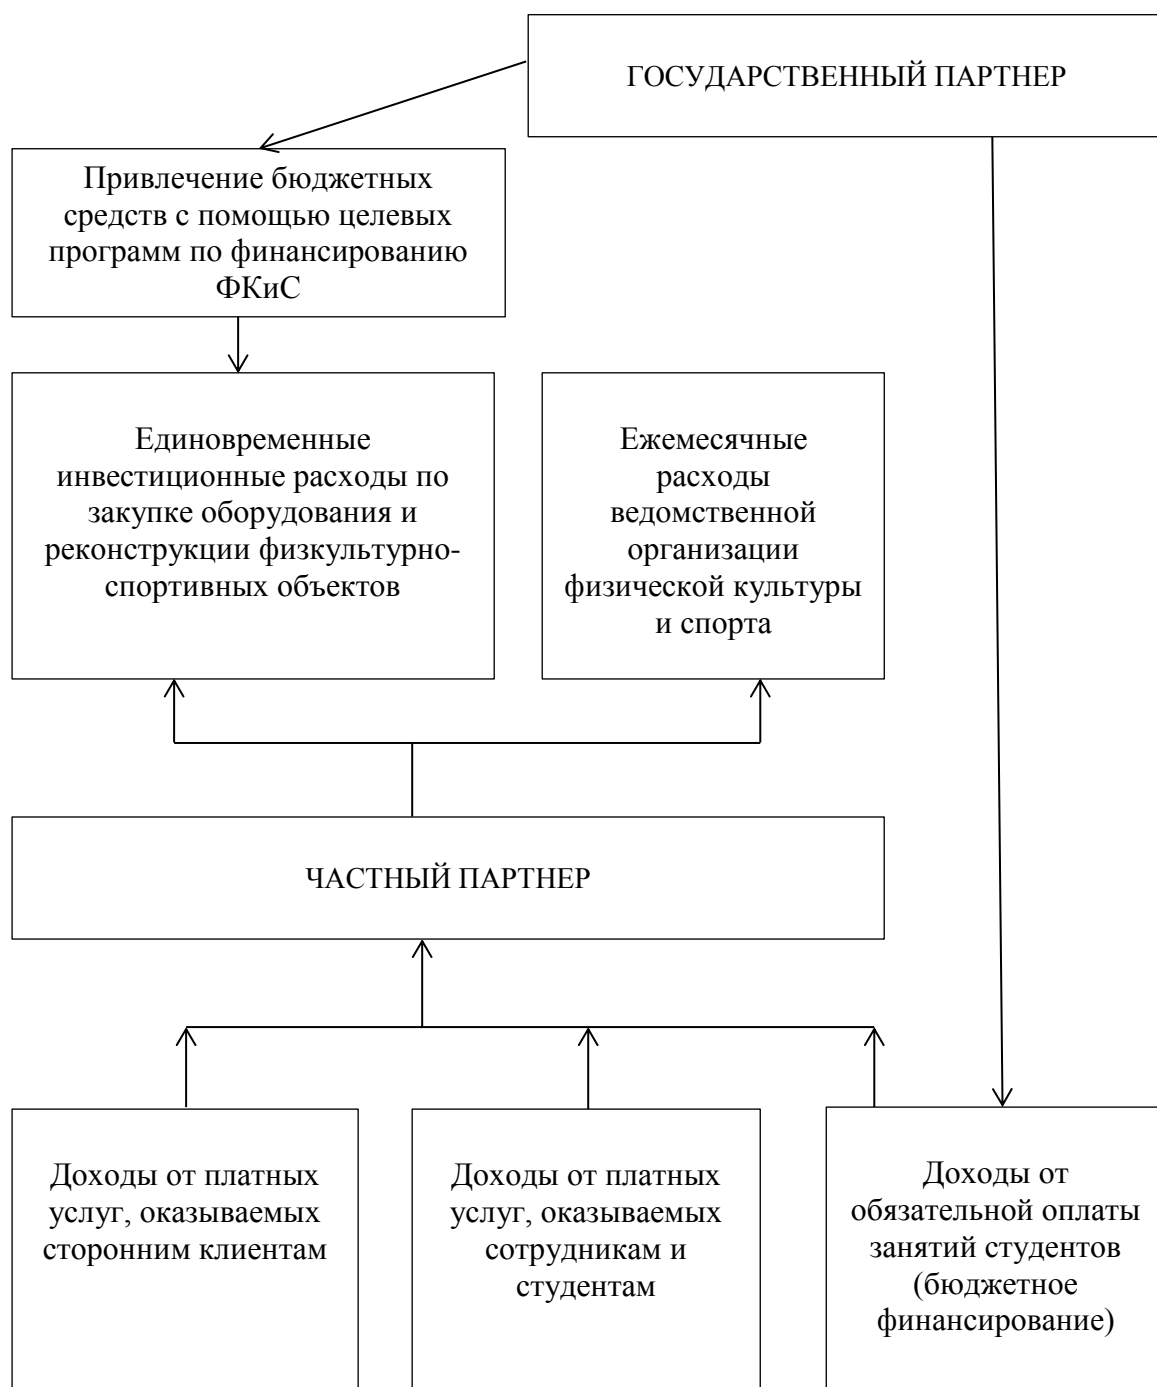 ГОСУДАРСТВЕННЫЙ ПАРТНЕР
Привлечение бюджетных
средств с помощью целевых
программ по финансированию
ФКиС
Единовременные
инвестиционные расходы по
закупке оборудования и
реконструкции физкультурно-
спортивных объектов
Ежемесячные
расходы
ведомственной
организации
физической культуры
и спорта
ЧАСТНЫЙ ПАРТНЕР
Доходы от платных
услуг, оказываемых
сторонним клиентам
Доходы от платных
услуг, оказываемых
сотрудникам и
студентам
Доходы от
обязательной оплаты
занятий студентов
(бюджетное
финансирование)